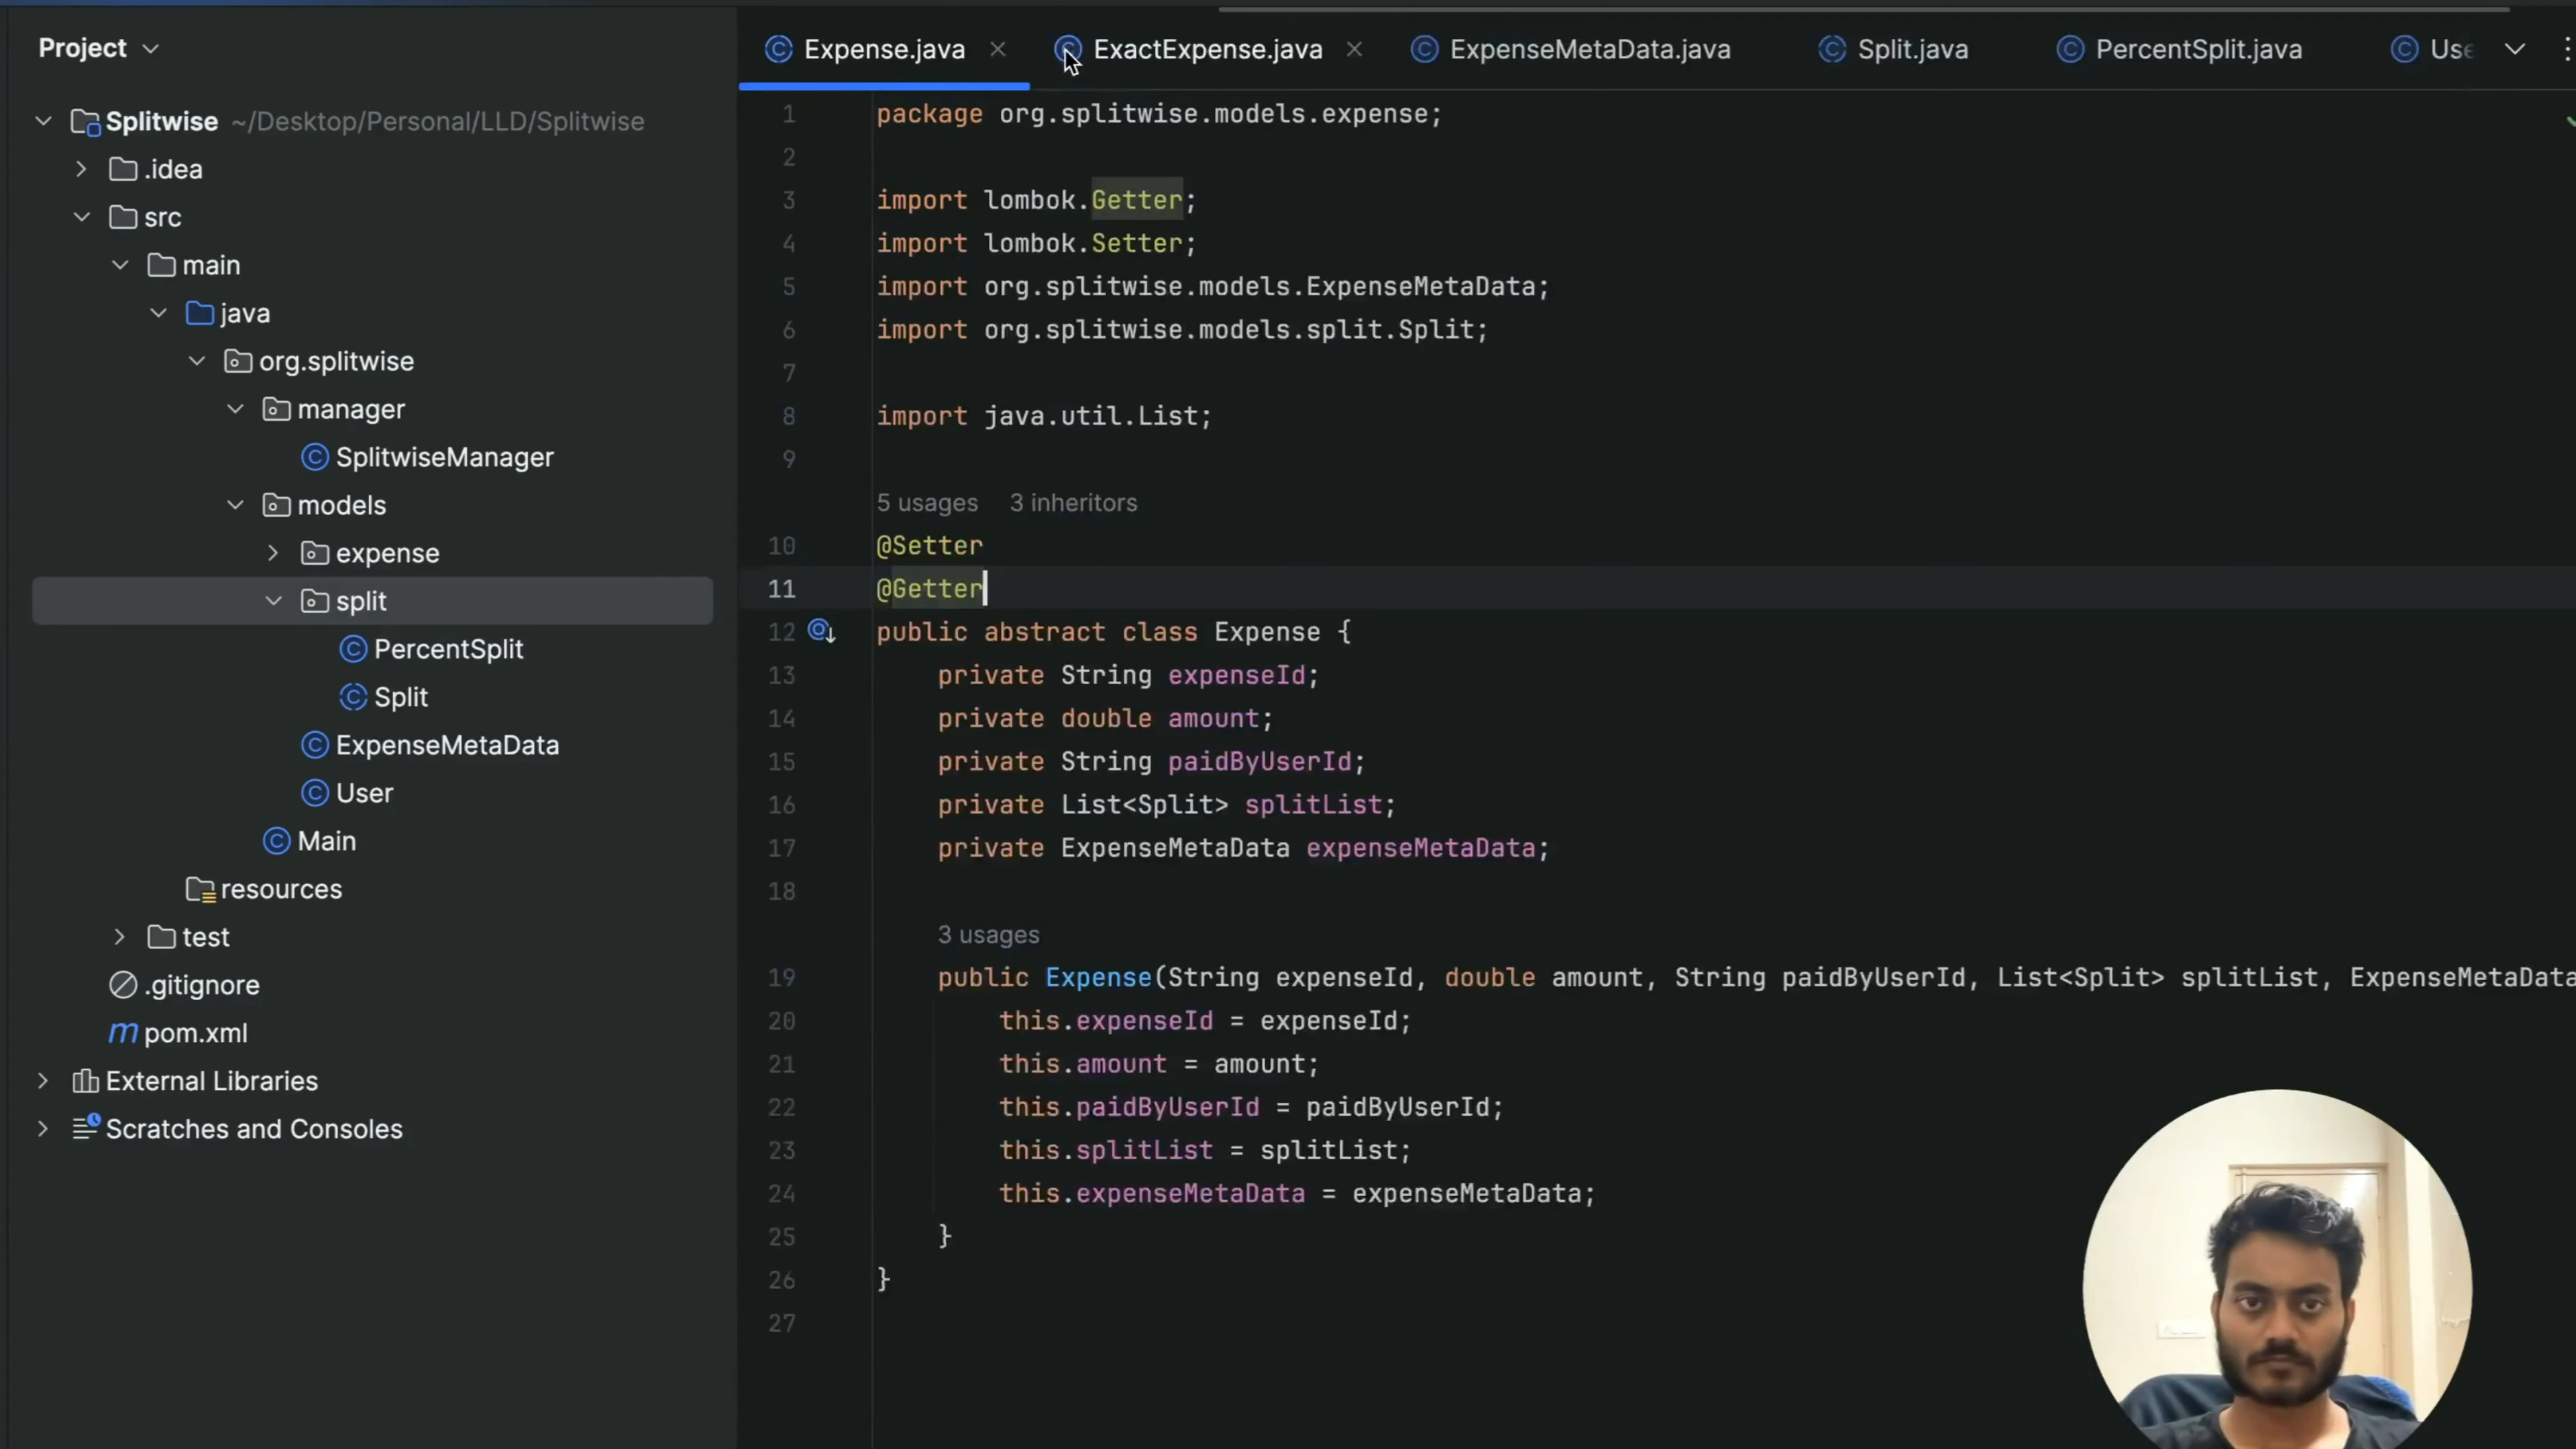 Project
Splitwise ~/Desktop/Personal/LLD/Splitwise
.idea
src
main
java
org.splitwise
manager
SplitwiseManager
models
expense
split
PercentSplit
Split
ExpenseMetaData
User
Main
resources
test
.gitignore
pom.xml
External Libraries
Scratches and Consoles
Expense.java ExactExpense.java ExpenseMetaData.java Split.java PercentSplit.java
1 package org.splitwise.models.expense;
2
3 import lombok.Getter;
4 import lombok.Setter;
5 import org.splitwise.models.ExpenseMetaData;
6 import org.splitwise.models.split.Split;
7
8 import java.util.List;
9
5 usages 3 inheritors
10 @Setter
11 @Getter
12 public abstract class Expense {
13 private String expenseId;
14 private double amount;
15 private String paidByUserId;
16 private List<Split> splitList;
17 private ExpenseMetaData expenseMetaData;
18
3 usages
19 public Expense(String expenseId, double amount, String paidByUserId, List<Split> splitList, ExpenseMetaData
20 this.expenseId = expenseId;
21 this.amount = amount;
22 this.paidByUserId = paidByUserId;
23 this.splitList = splitList;
24 this.expenseMetaData = expenseMetaData;
25 }
26 }
27